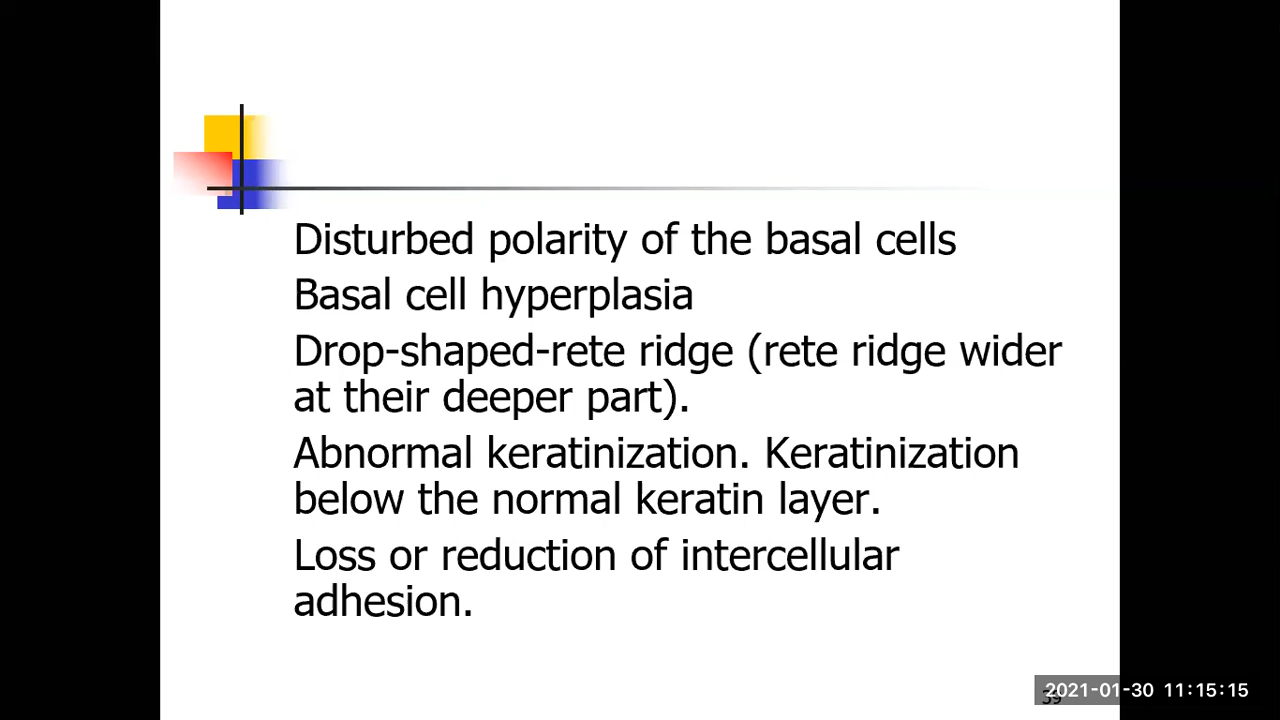 Disturbed polarity of the basal cells
Basal cell hyperplasia
Drop-shaped-rete ridge (rete ridge wider
at their deeper part).
Abnormal keratinization. Keratinization
below the normal keratin layer.
Loss or reduction of intercellular
adhesion.
2021-01-30 11:15:15
39